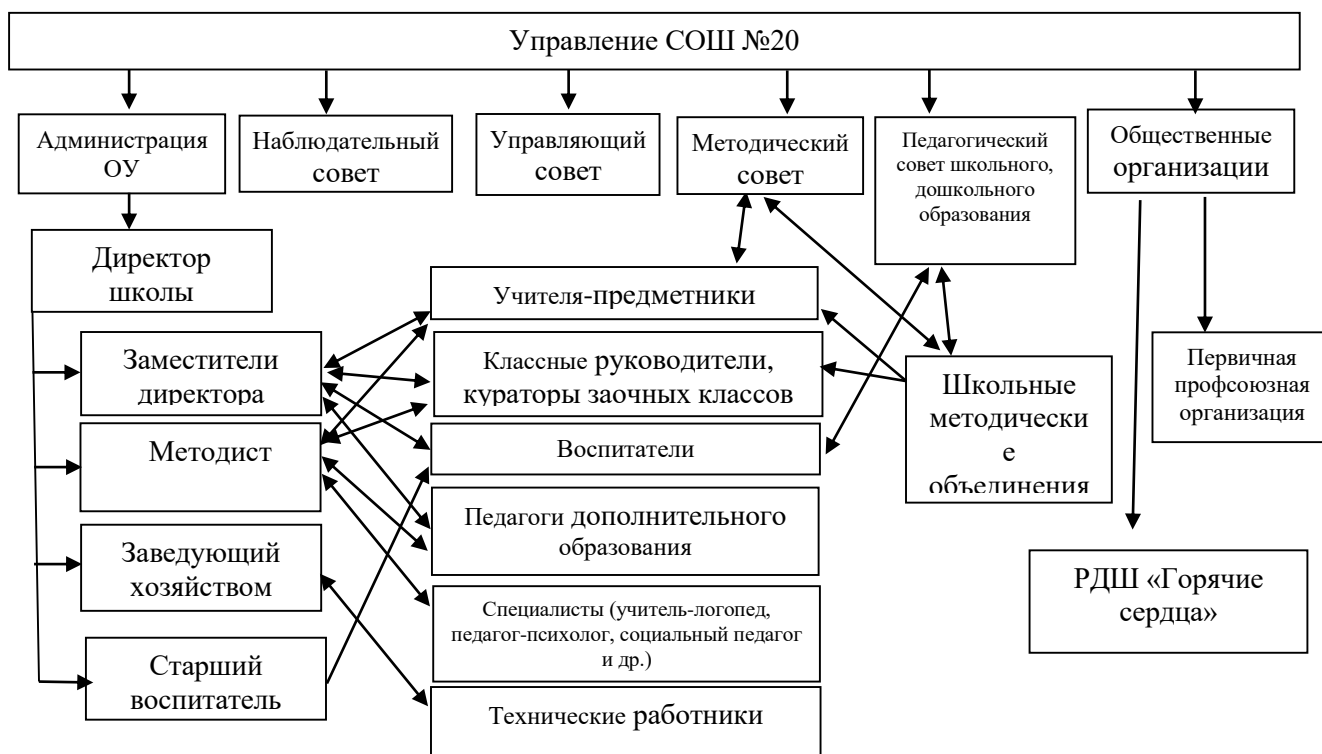 Управление СОШ №20
Администрация
ОУ
Наблюдательный
совет
Управляющий
совет
Методический
совет
Педагогический
совет школьного,
дошкольного
образования
Общественные
организации
Директор
школы
Учителя-предметники
Заместители
директора
Классные руководители,
кураторы заочных классов
Школьные
методически
е
объединения
Первичная
профсоюзная
организация
Методист
Воспитатели
Педагоги дополнительного
образования
Заведующий
хозяйством
РДШ «Горячие
сердца»
Специалисты (учитель-логопед,
педагог-психолог, социальный педагог
и др.)
Старший
воспитатель
Технические работники